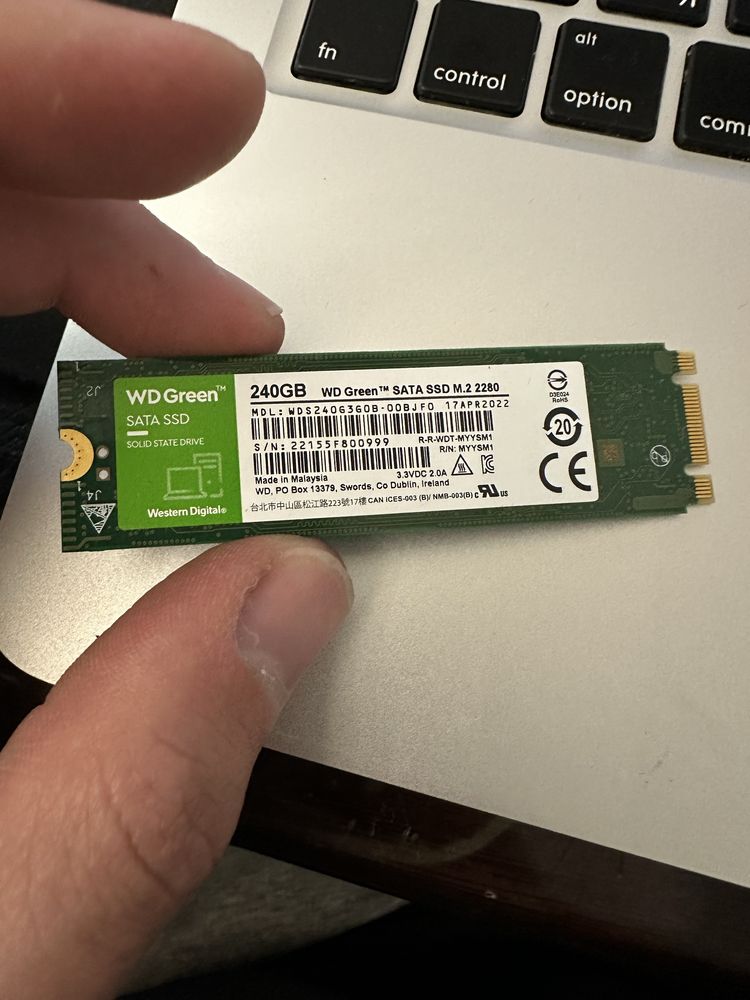 fn
control
alt
option
J2
WD Green™
SATA SSD
SOLID STATE DRIVE
Western Digital®
J4
240GB WD Green™ SATA SSD M.2 2280
MDL: WDS240G3G0B-00BJF0 17APR2022
R-R-WDT-MYYSM1
S/N: 22155F800999 R/N: MYYSM1
Made in Malaysia 3.3VDC 2.0A
WD, PO Box 13379, Swords, Co Dublin, Ireland
台北市中山區松江路223號17樓 CAN ICES-003 (B)/ NMB-003(B) c RU US
D3E024
RoHS
20
CE